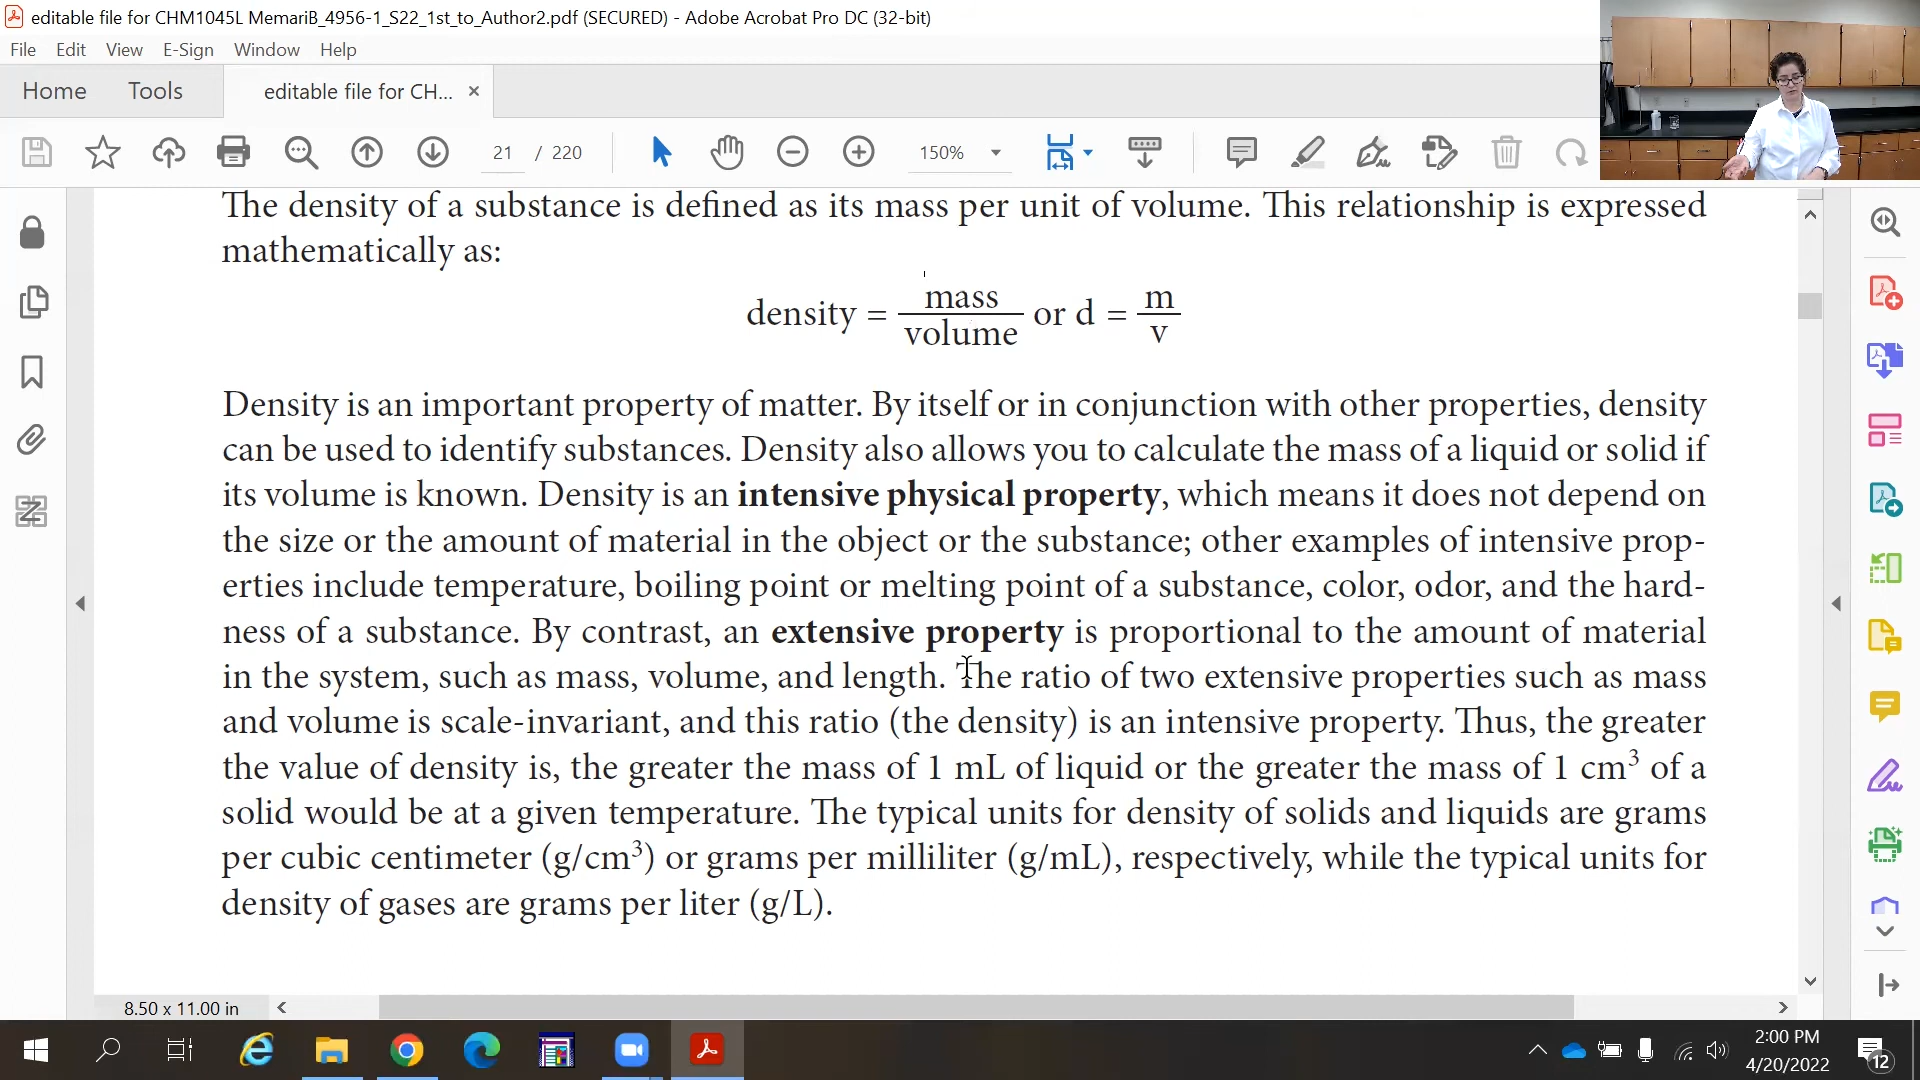 editable file for CHM1045L MemariB_4956-1_S22_1st_to_Author2.pdf (SECURED) - Adobe Acrobat Pro DC (32-bit)
File Edit View E-Sign Window Help
Home Tools editable file for CH... ×
21 / 220 150%
The density of a substance is defined as its mass per unit of volume. This relationship is expressed
mathematically as:
density = mass/volume or d = m/v
Density is an important property of matter. By itself or in conjunction with other properties, density
can be used to identify substances. Density also allows you to calculate the mass of a liquid or solid if
its volume is known. Density is an intensive physical property, which means it does not depend on
the size or the amount of material in the object or the substance; other examples of intensive prop-
erties include temperature, boiling point or melting point of a substance, color, odor, and the hard-
ness of a substance. By contrast, an extensive property is proportional to the amount of material
in the system, such as mass, volume, and length. The ratio of two extensive properties such as mass
and volume is scale-invariant, and this ratio (the density) is an intensive property. Thus, the greater
the value of density is, the greater the mass of 1 mL of liquid or the greater the mass of 1 cm³ of a
solid would be at a given temperature. The typical units for density of solids and liquids are grams
per cubic centimeter (g/cm³) or grams per milliliter (g/mL), respectively, while the typical units for
density of gases are grams per liter (g/L).
8.50 x 11.00 in
2:00 PM
4/20/2022
12